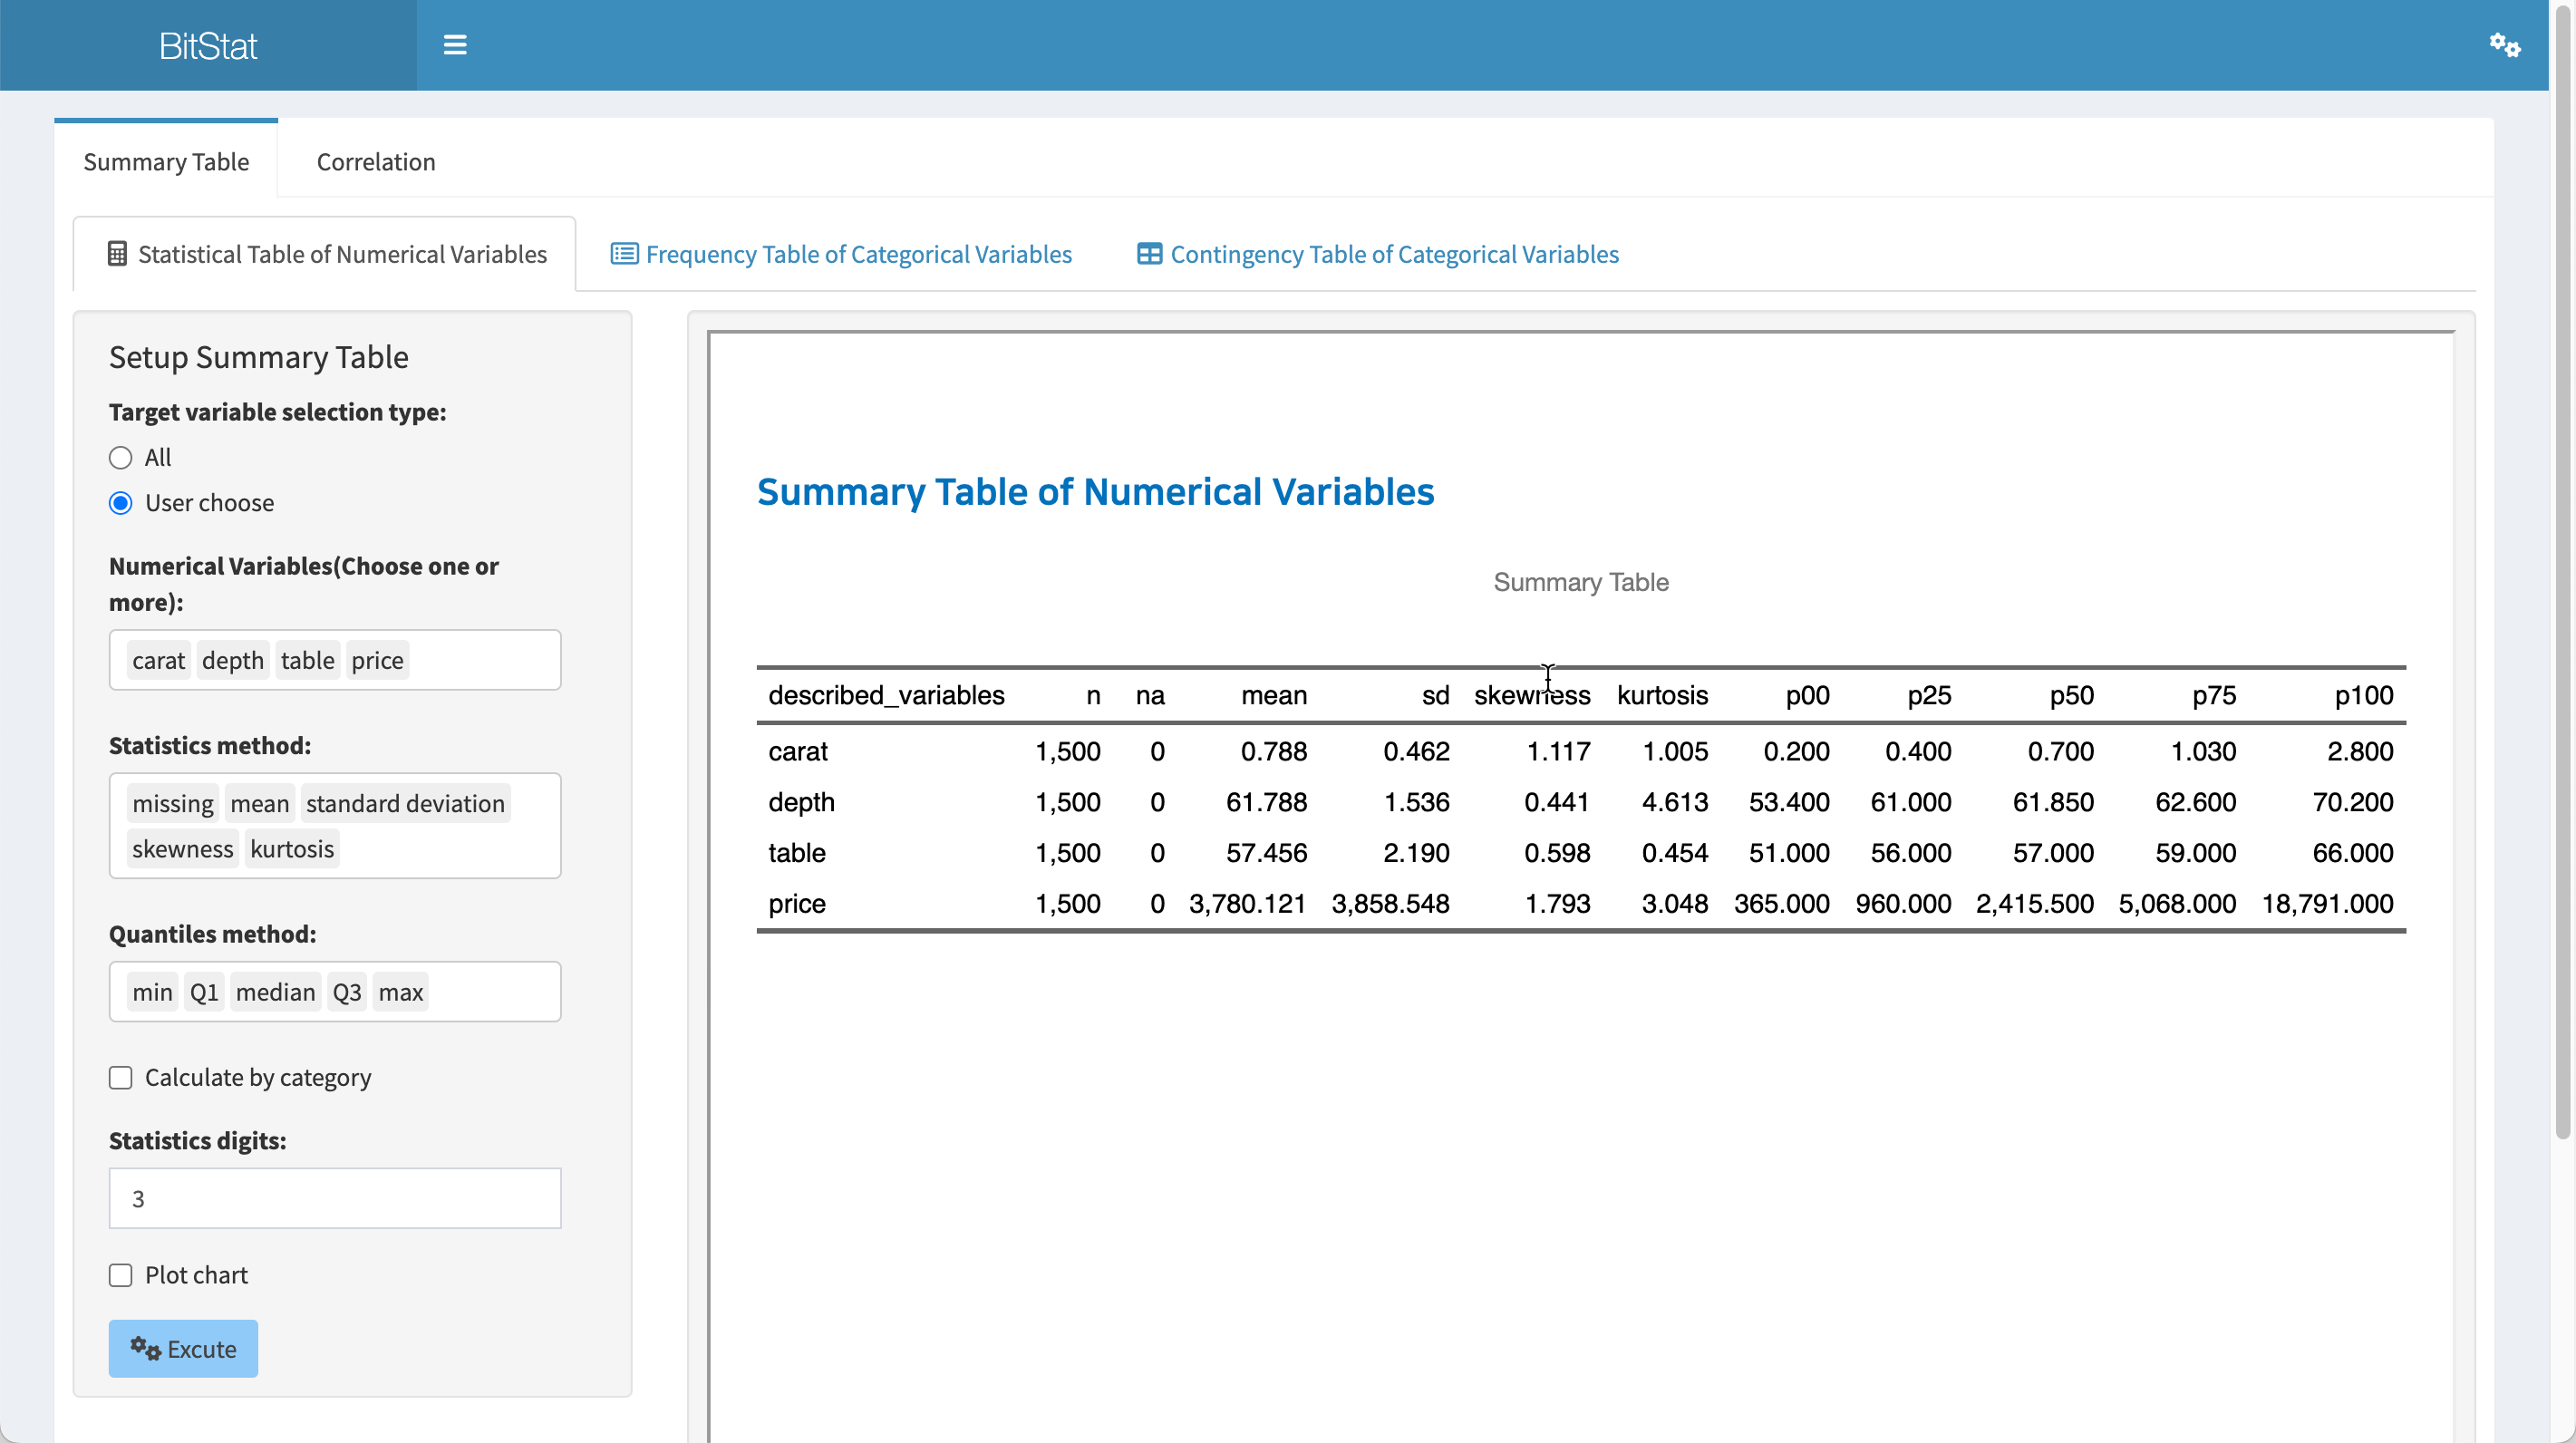 BitStat
Summary Table
Correlation
Statistical Table of Numerical Variables
Frequency Table of Categorical Variables
Contingency Table of Categorical Variables
Setup Summary Table
Target variable selection type:
All
User choose
Numerical Variables(Choose one or
more):
carat depth table price
Statistics method:
missing mean standard deviation
skewness kurtosis
Quantiles method:
min Q1 median Q3 max
Calculate by category
Statistics digits:
3
Plot chart
Excute
Summary Table of Numerical Variables
Summary Table
described_variables n na mean sd skewness kurtosis p00 p25 p50 p75 p100
carat 1,500 0 0.788 0.462 1.117 1.005 0.200 0.400 0.700 1.030 2.800
depth 1,500 0 61.788 1.536 0.441 4.613 53.400 61.000 61.850 62.600 70.200
table 1,500 0 57.456 2.190 0.598 0.454 51.000 56.000 57.000 59.000 66.000
price 1,500 0 3,780.121 3,858.548 1.793 3.048 365.000 960.000 2,415.500 5,068.000 18,791.000